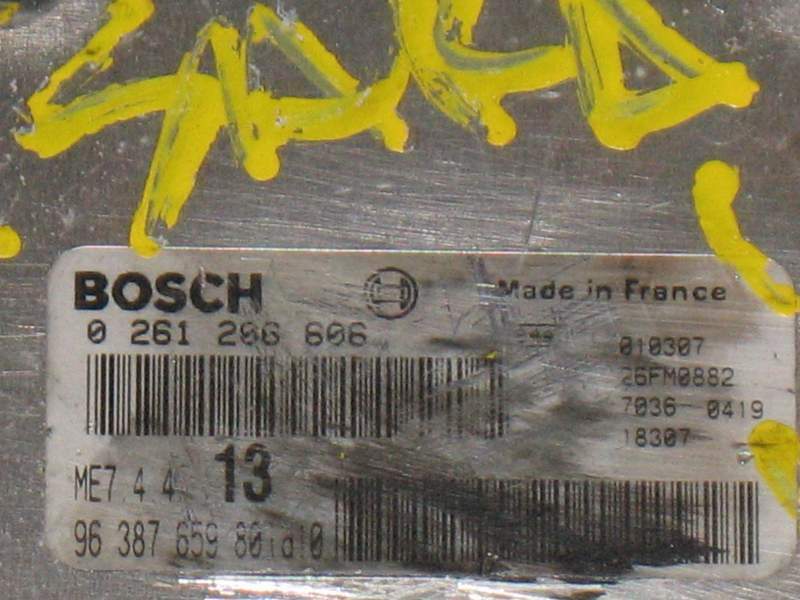 BOSCH
Made in France
0 261 206 606
010307
26FM0882
7036 0419
18307
ME7.4.4 13
96 387 659 80